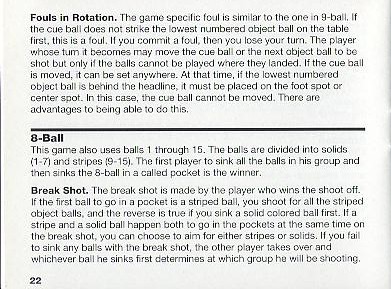 Fouls in Rotation. The game specific foul is similar to the one in 9-ball. If
the cue ball does not strike the lowest numbered object ball on the table
first, this is a foul. If you commit a foul, then you lose your turn. The player
whose turn it becomes may move the cue ball or the next object ball to be
shot but only if the balls cannot be played where they landed. If the cue ball
is moved, it can be set anywhere. At that time, if the lowest numbered
object ball is behind the headline, it must be placed on the foot spot or
center spot. In this case, the cue ball cannot be moved. There are
advantages to being able to do this.
8-Ball
This game also uses balls 1 through 15. The balls are divided into solids
(1-7) and stripes (9-15). The first player to sink all the balls in his group and
then sinks the 8-ball in a called pocket is the winner.
Break Shot. The break shot is made by the player who wins the shoot off.
If the first ball to go in a pocket is a striped ball, you shoot for all the striped
object balls, and the reverse is true if you sink a solid colored ball first. If a
stripe and a solid ball happen both to go in the pockets at the same time on
the break shot, you can choose to aim for either stripes or solids. If you fail
to sink any balls with the break shot, the other player takes over and
whichever ball he sinks first determines at which group he will be shooting.
22